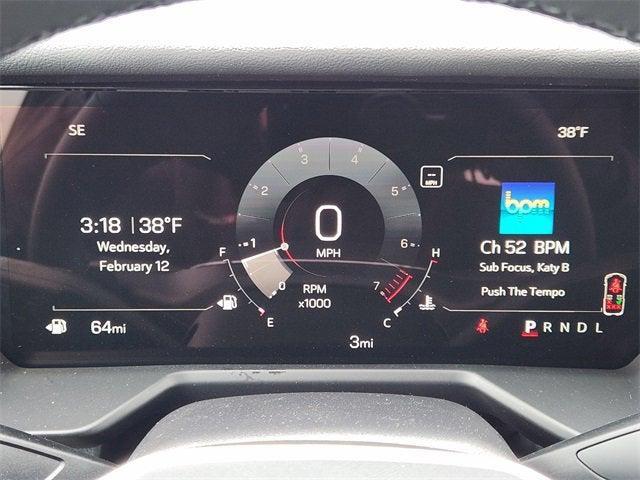 SE
38°F
3 4
2 5
-- MPH
bpm
3:18 | 38°F
Wednesday,
February 12
0
MPH
1 6
F H
Ch 52 BPM
Sub Focus, Katy B
Push The Tempo
0 7
RPM
x1000
E C
64mi
3mi
P R N D L